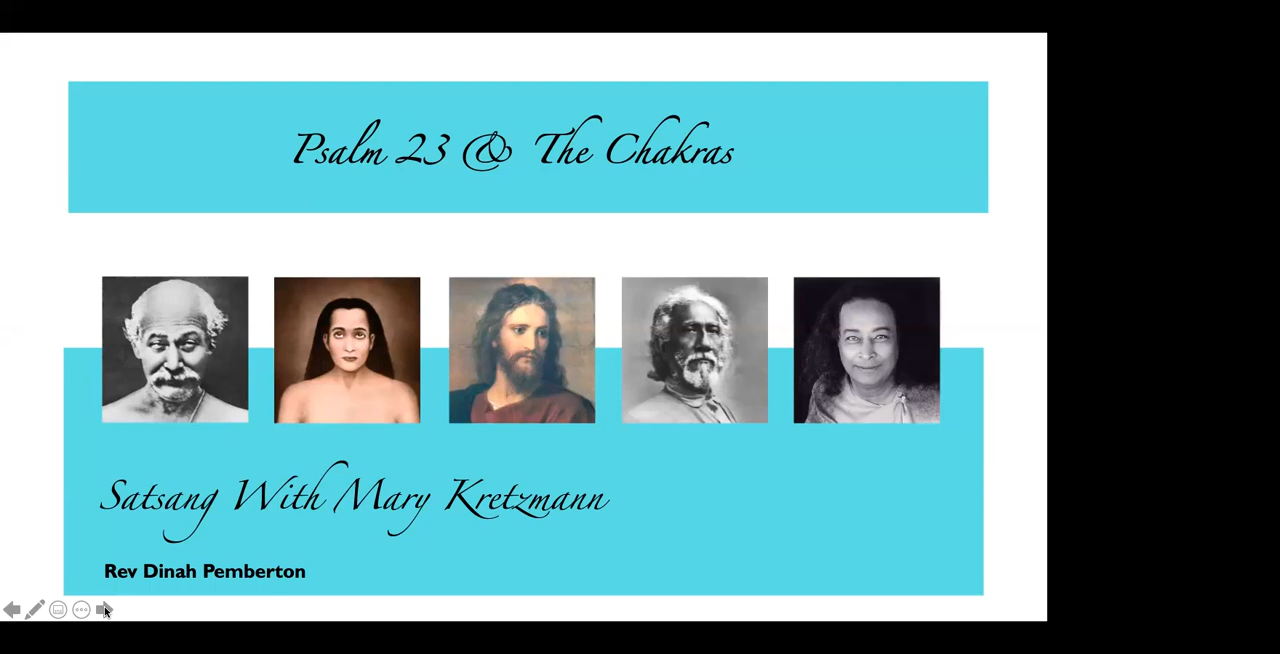 Psalm 23 & The Chakras
Satsang With Mary Kretzmann
Rev Dinah Pemberton